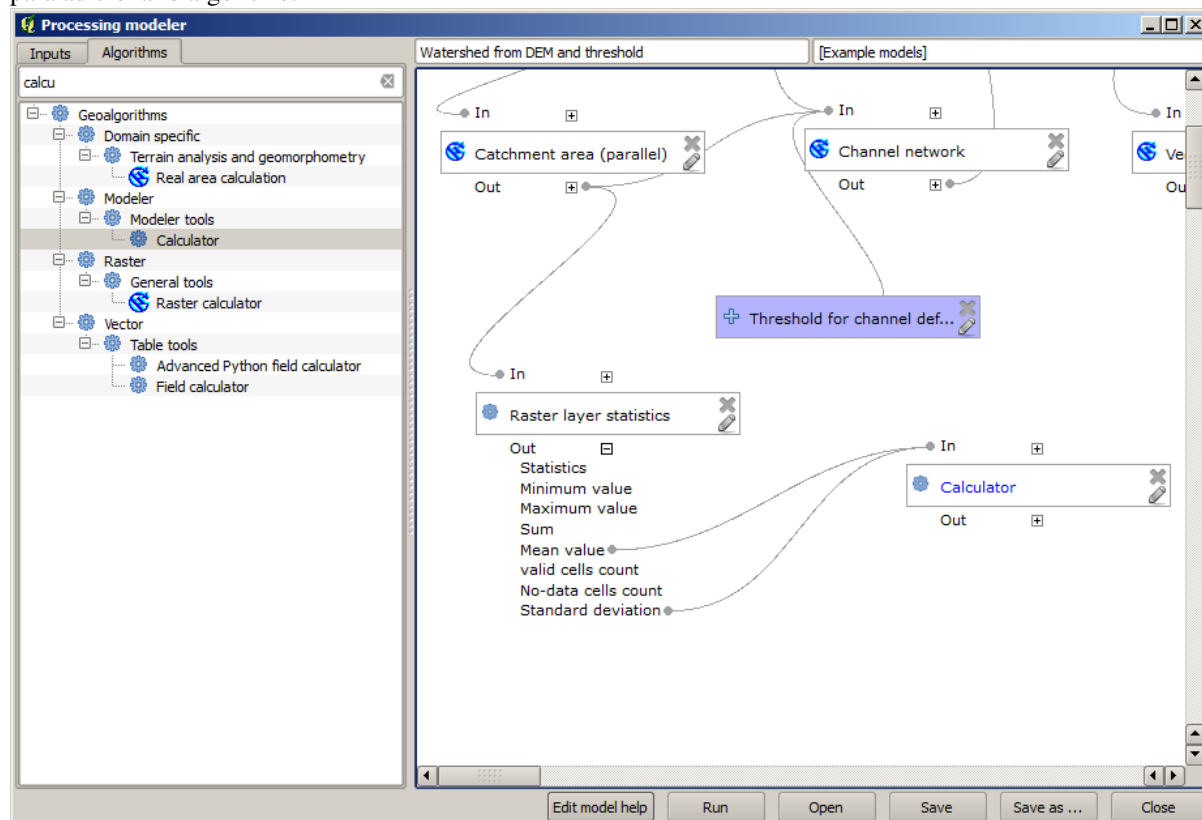 Processing modeler
Inputs
Algorithms
calcu
Geoalgorithms
Domain specific
Terrain analysis and geomorphometry
Real area calculation
Modeler
Modeler tools
Calculator
Raster
General tools
Raster calculator
Vector
Table tools
Advanced Python field calculator
Field calculator
Watershed from DEM and threshold
[Example models]
In
Catchment area (parallel)
Out
In
Channel network
Out
In
Ve
Ou
Threshold for channel def...
In
Raster layer statistics
Out
Statistics
Minimum value
Maximum value
Sum
Mean value
valid cells count
No-data cells count
Standard deviation
In
Calculator
Out
Edit model help
Run
Open
Save
Save as ...
Close